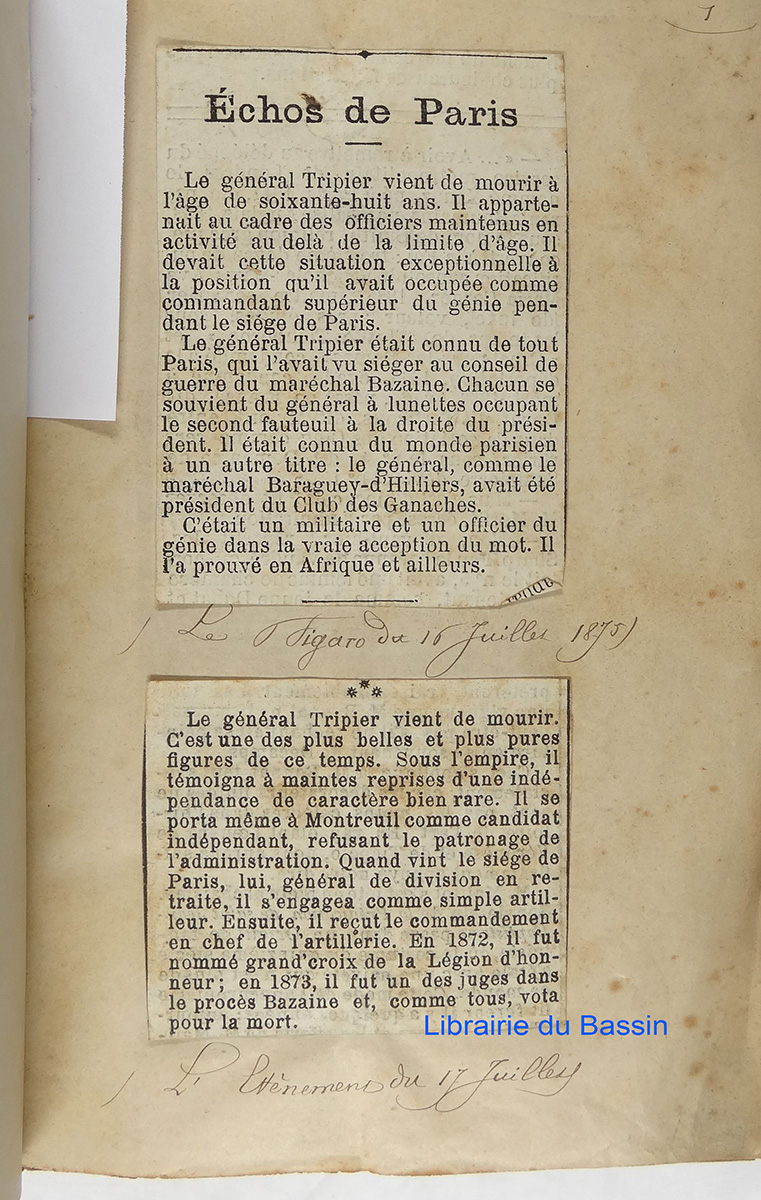 1
Échos de Paris
Le général Tripier vient de mourir à
l'âge de soixante-huit ans. Il apparte-
nait au cadre des officiers maintenus en
activité au delà de la limite d'âge. Il
devait cette situation exceptionnelle à
la position qu'il avait occupée comme
commandant supérieur du génie pen-
dant le siége de Paris.
Le général Tripier était connu de tout
Paris, qui l'avait vu siéger au conseil de
guerre du maréchal Bazaine. Chacun se
souvient du général à lunettes occupant
le second fauteuil à la droite du prési-
dent. Il était connu du monde parisien
à un autre titre : le général, comme le
maréchal Baraguey-d'Hilliers, avait été
président du Club des Ganaches.
C'était un militaire et un officier du
génie dans la vraie acception du mot. Il
l'a prouvé en Afrique et ailleurs.
Le Figaro du 16 Juillet 1875)
Le général Tripier vient de mourir.
C'est une des plus belles et plus pures
figures de ce temps. Sous l'empire, il
témoigna à maintes reprises d'une indé-
pendance de caractère bien rare. Il se
porta même à Montreuil comme candidat
indépendant, refusant le patronage de
l'administration. Quand vint le siége de
Paris, lui, général de division en re-
traite, il s'engagea comme simple artil-
leur. Ensuite, il reçut le commandement
en chef de l'artillerie. En 1872, il fut
nommé grand'croix de la Légion d'hon-
neur ; en 1873, il fut un des juges dans
le procès Bazaine et, comme tous, vota
pour la mort.
Librairie du Bassin
L'Evènement du 17 Juillet)